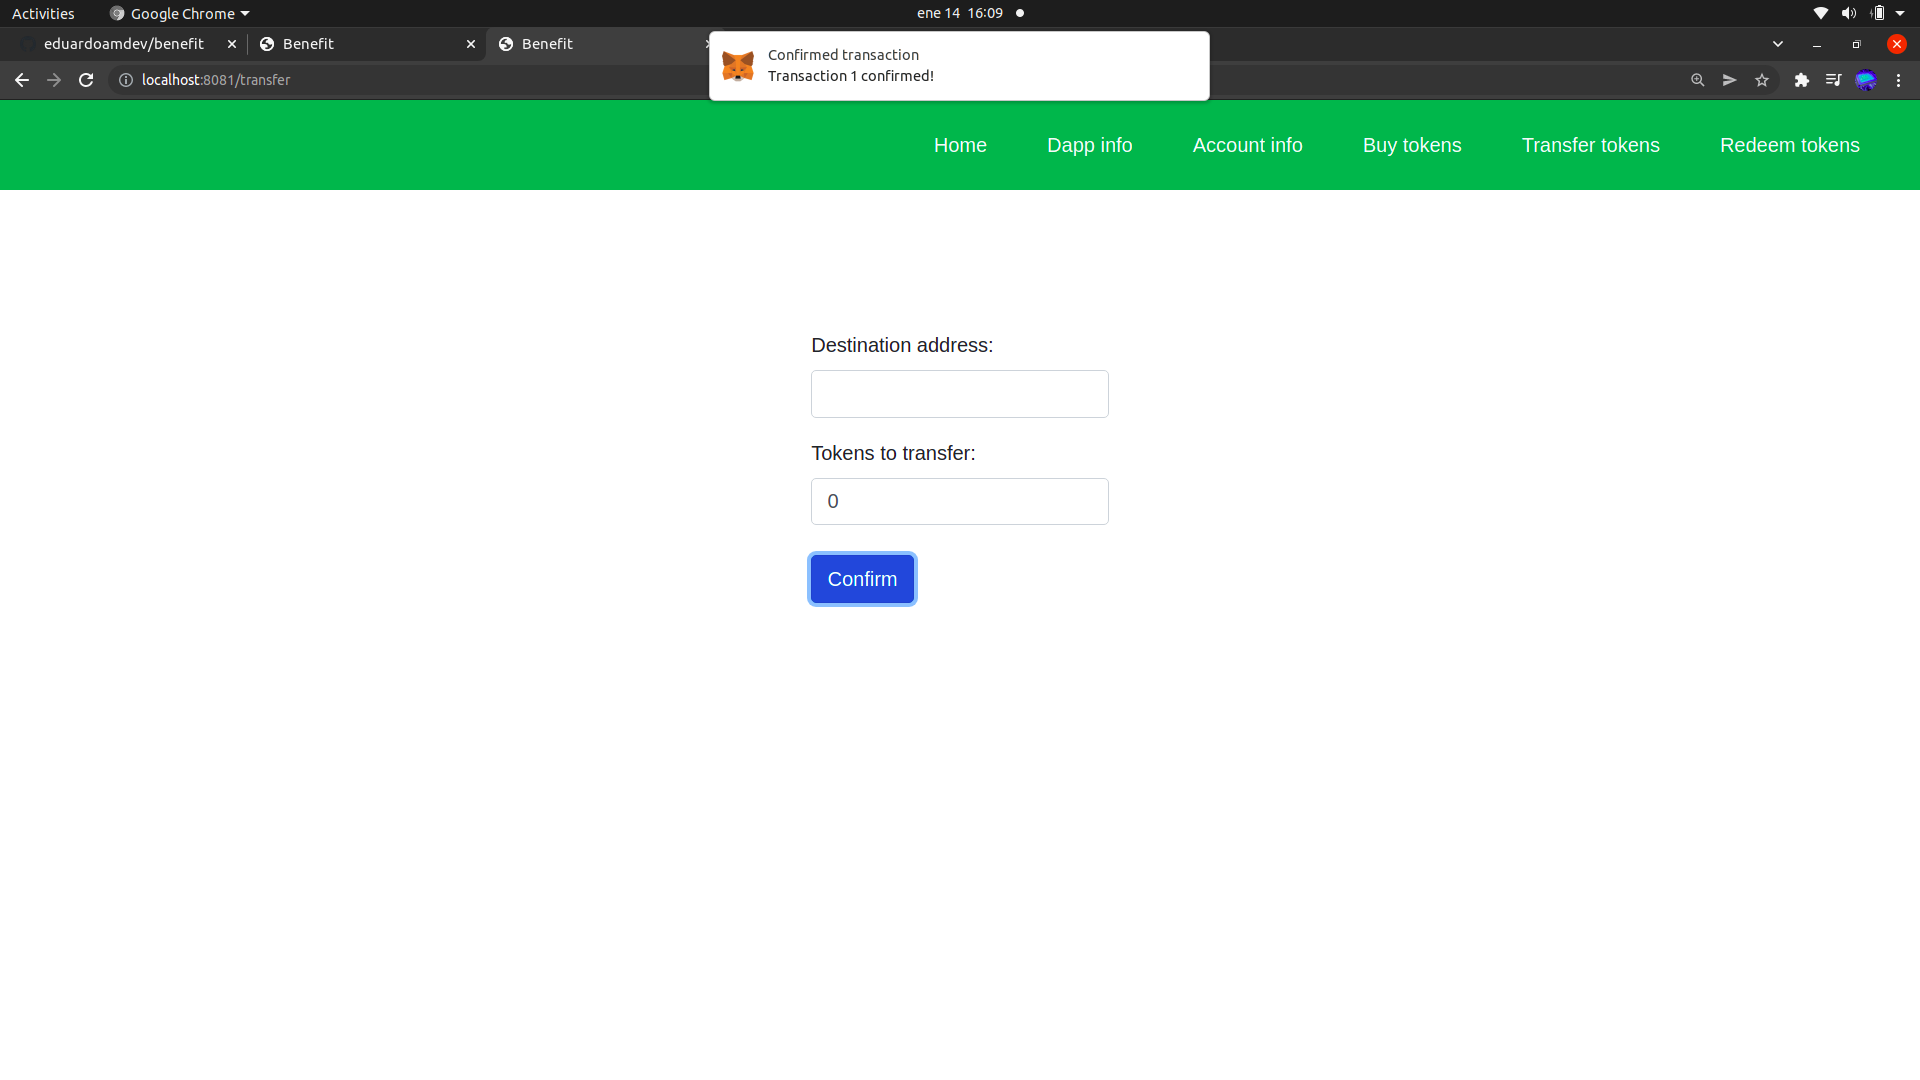 Activities
Google Chrome
ene 14 16:09
eduardoamdev/benefit
Benefit
Benefit
Confirmed transaction
Transaction 1 confirmed!
localhost:8081/transfer
Home
Dapp info
Account info
Buy tokens
Transfer tokens
Redeem tokens
Destination address:
Tokens to transfer:
0
Confirm